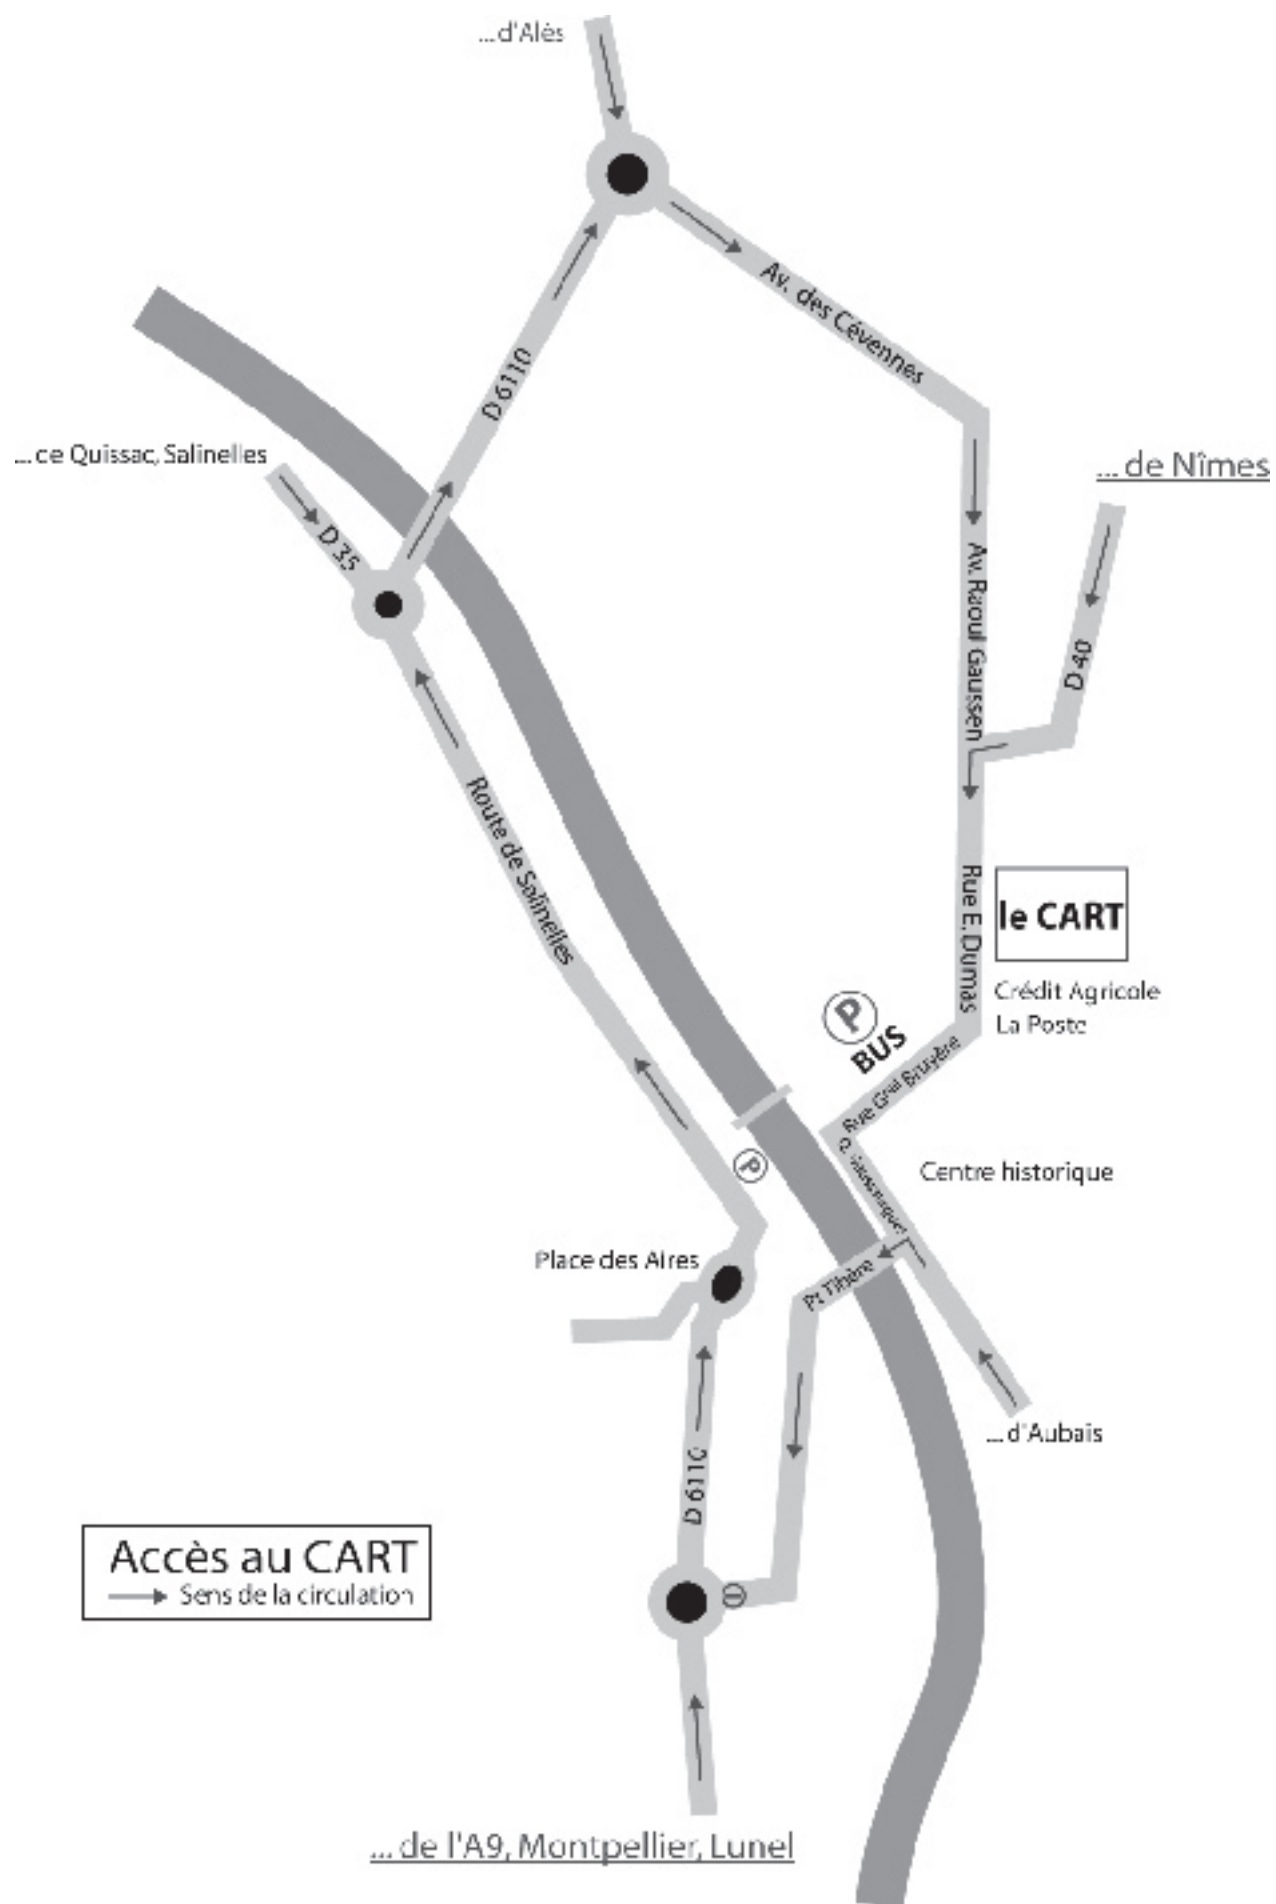 ... d'Alès
Av. des Cévennes
D 6110
... de Quissac, Salinelles
D 35
... de Nîmes
D 40
Av. Raoul Gaussen
Route de Salinelles
Rue E. Dumas
le CART
Crédit Agricole
La Poste
P
BUS
Rue Gral Bruyère
P
Centre historique
Place des Aires
Pt Tibère
... d'Aubais
D 6110
Accès au CART
Sens de la circulation
... de l'A9, Montpellier, Lunel